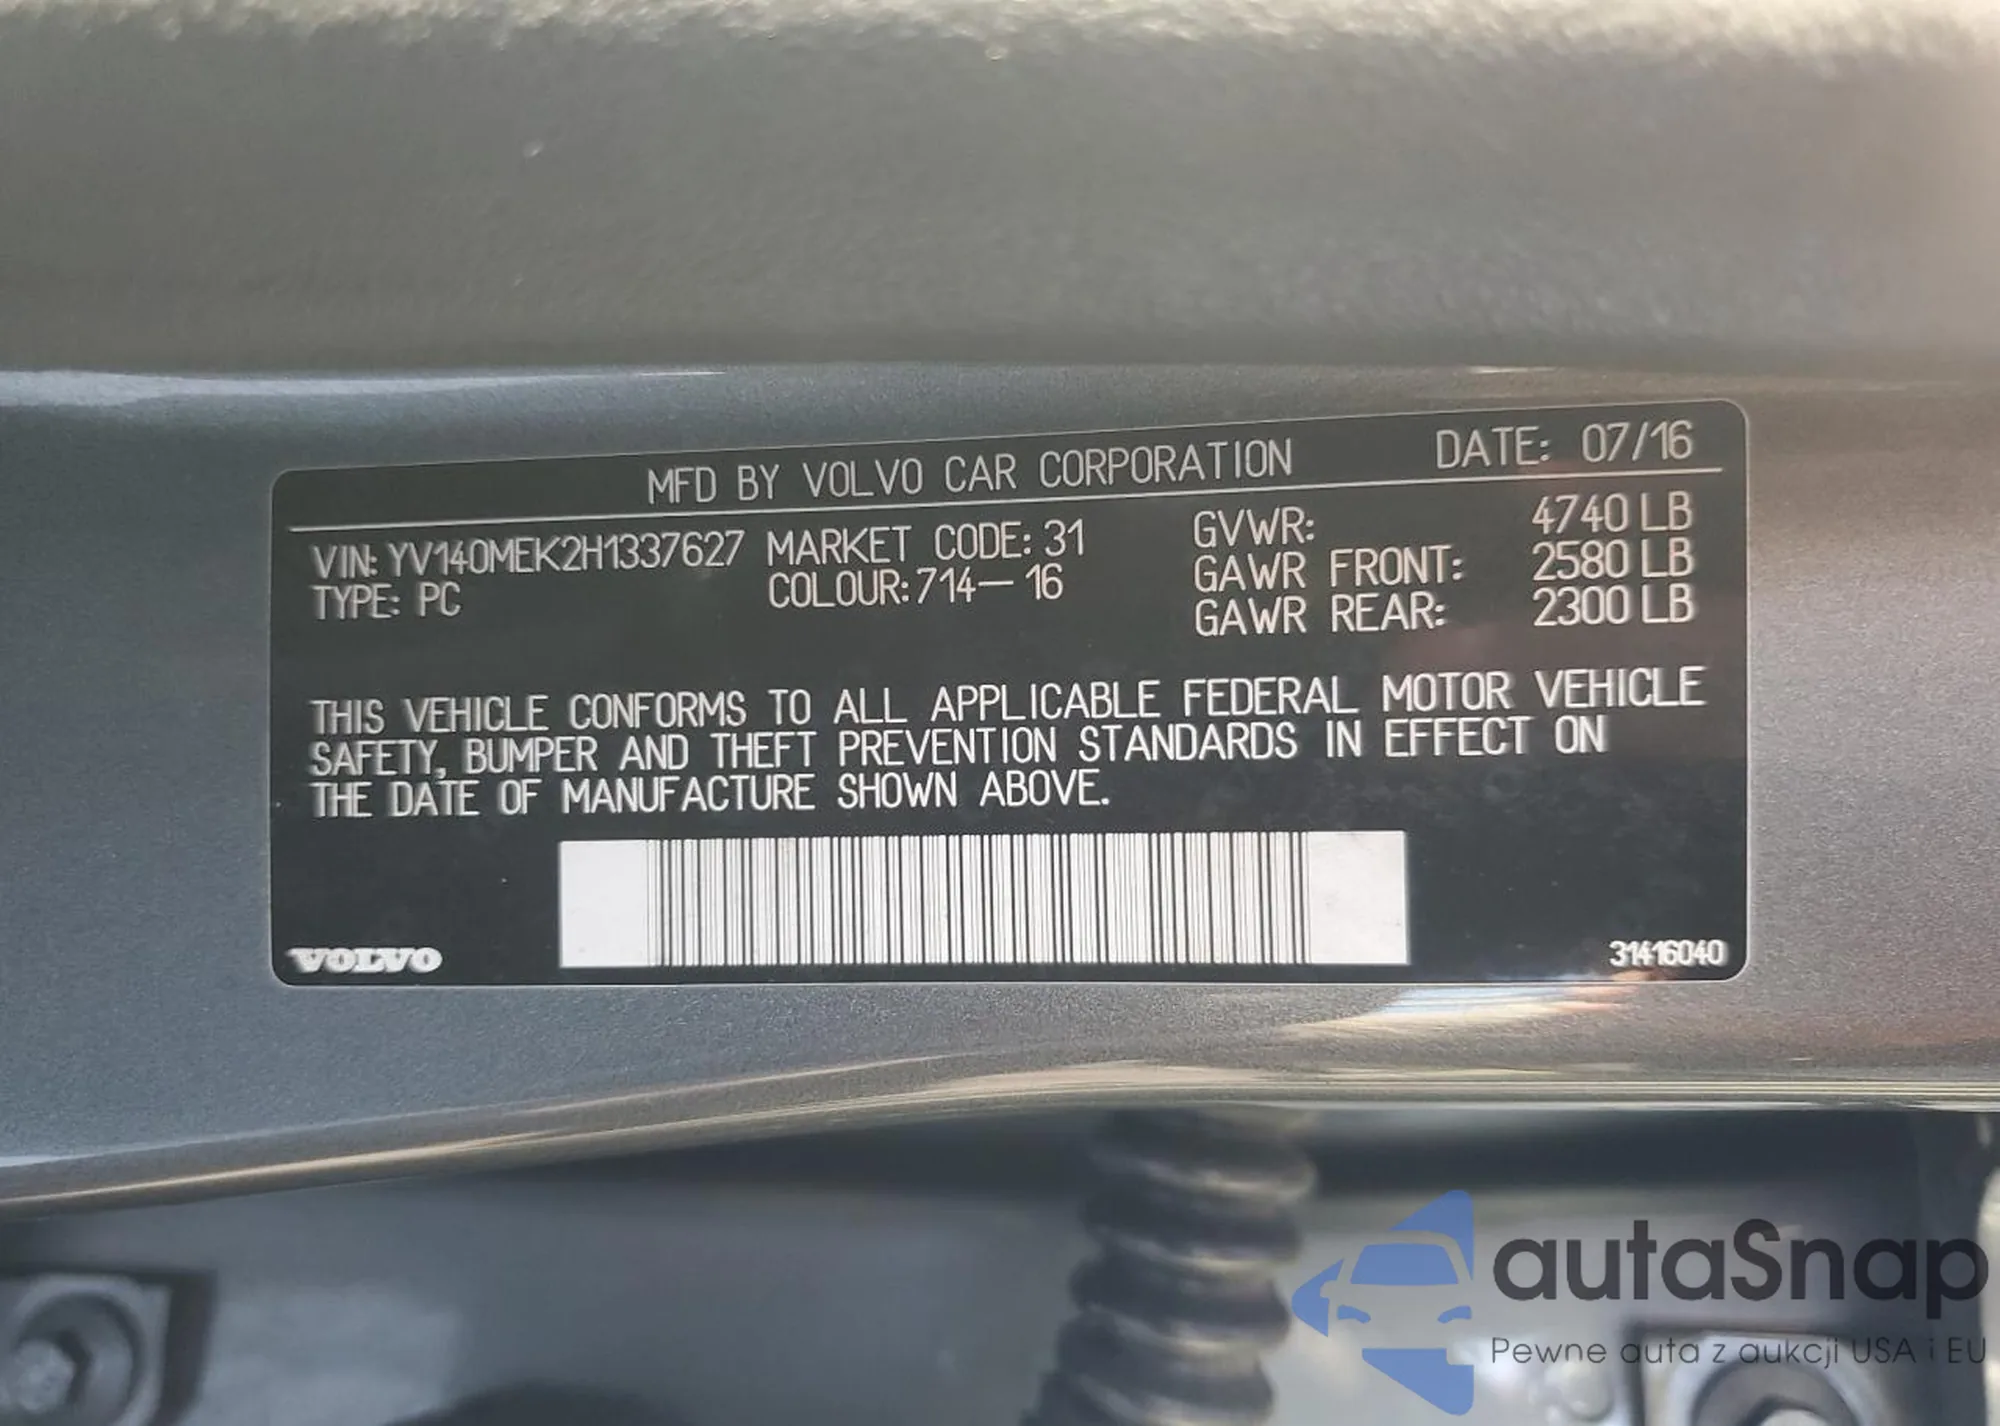 MFD BY VOLVO CAR CORPORATION DATE: 07/16
VIN: YV140MEK2H1337627 MARKET CODE: 31 GVWR: 4740 LB
TYPE: PC COLOUR: 714-16 GAWR FRONT: 2580 LB
GAWR REAR: 2300 LB
THIS VEHICLE CONFORMS TO ALL APPLICABLE FEDERAL MOTOR VEHICLE
SAFETY, BUMPER AND THEFT PREVENTION STANDARDS IN EFFECT ON
THE DATE OF MANUFACTURE SHOWN ABOVE.
VOLVO 31416040
autaSnap
Pewne auta z aukcji USA i EU